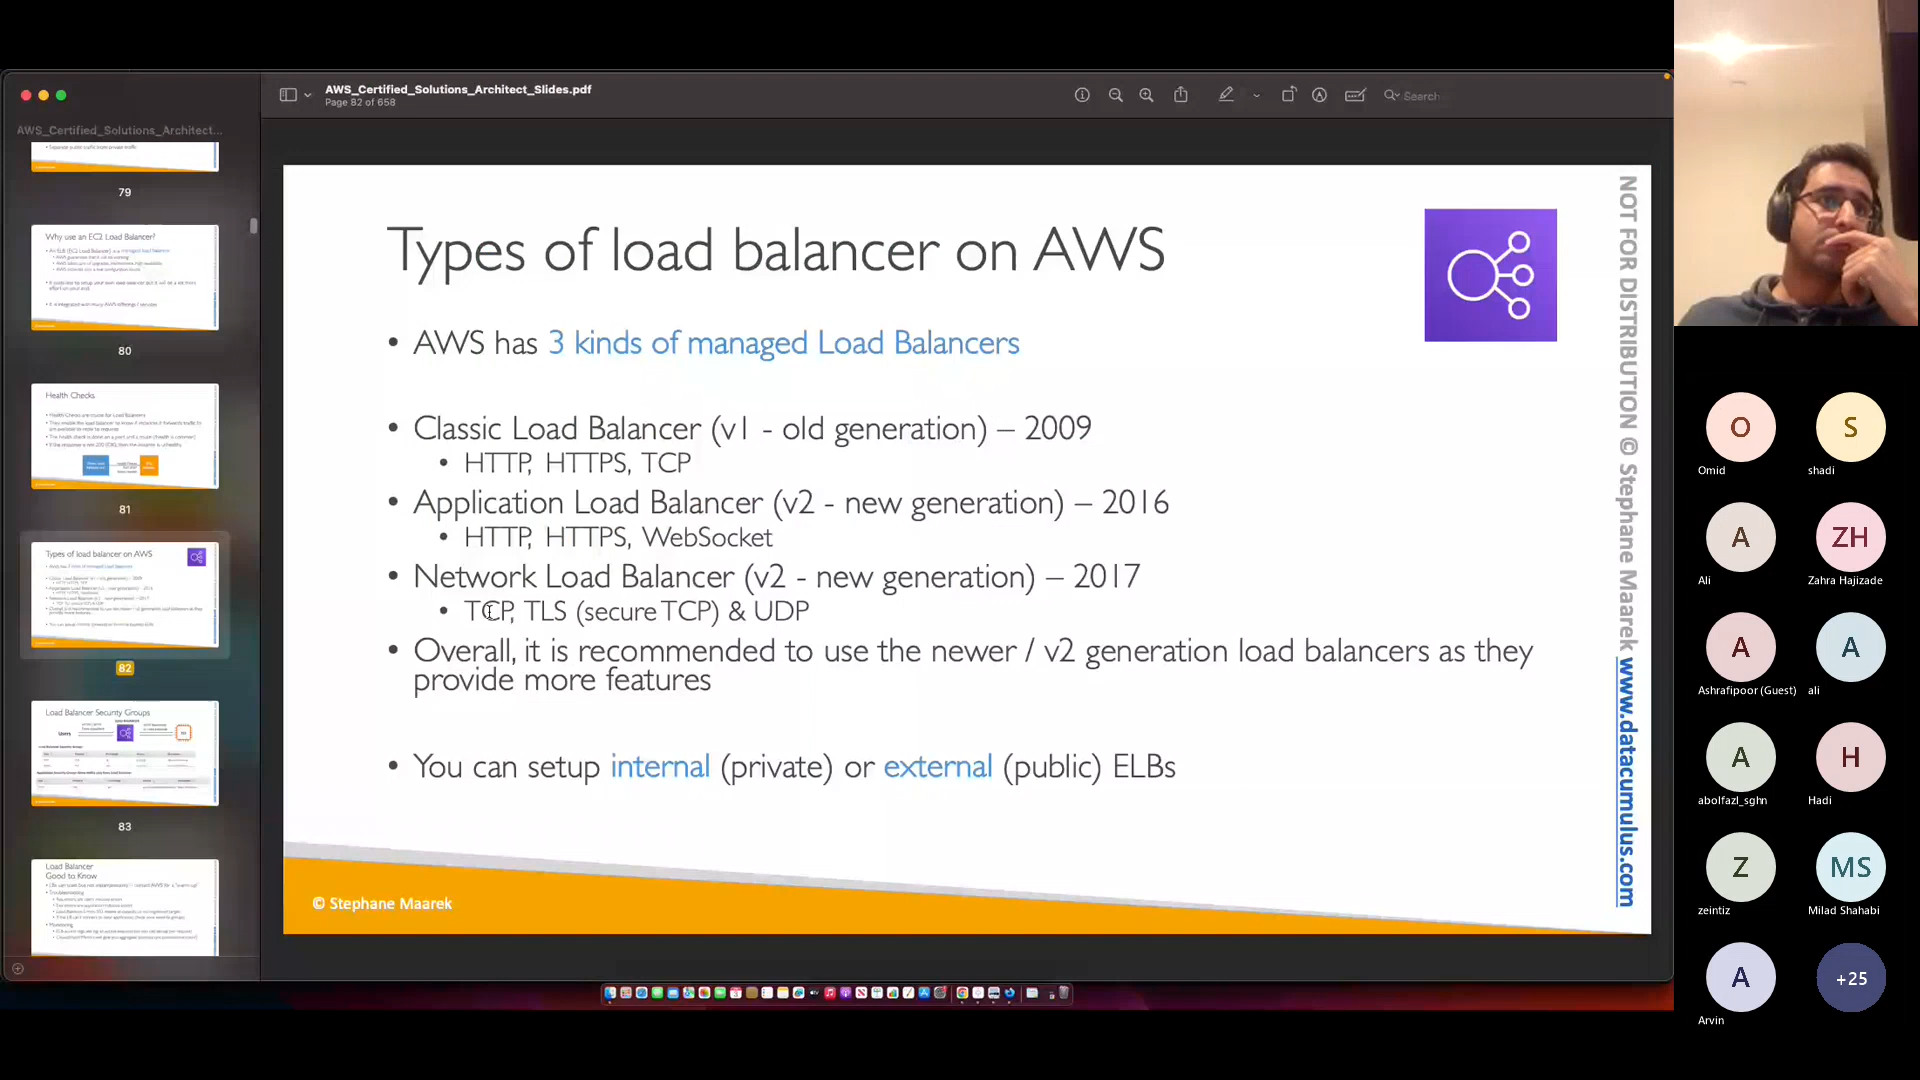 AWS_Certified_Solutions_Architect_Slides.pdf
Page 82 of 658
Search
AWS_Certified_Solutions_Architect...
79
Why use an EC2 Load Balancer?
80
Health Checks
81
Types of load balancer on AWS
82
Load Balancer Security Groups
83
Load Balancer
Good to Know
Types of load balancer on AWS
• AWS has 3 kinds of managed Load Balancers
• Classic Load Balancer (v1 - old generation) – 2009
• HTTP, HTTPS, TCP
• Application Load Balancer (v2 - new generation) – 2016
• HTTP, HTTPS, WebSocket
• Network Load Balancer (v2 - new generation) – 2017
• TCP, TLS (secure TCP) & UDP
• Overall, it is recommended to use the newer / v2 generation load balancers as they
provide more features
• You can setup internal (private) or external (public) ELBs
© Stephane Maarek
NOT FOR DISTRIBUTION © Stephane Maarek www.datacumulus.com
O
Omid
S
shadi
A
Ali
ZH
Zahra Hajizade
A
Ashrafipoor (Guest)
A
ali
A
abolfazl_sghn
H
Hadi
Z
zeintiz
MS
Milad Shahabi
A
Arvin
+25